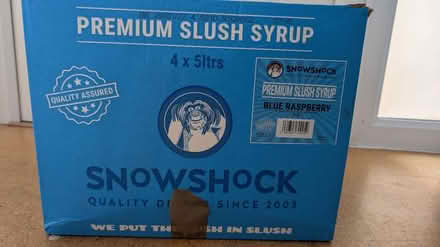 PREMIUM SLUSH SYRUP
4 x 5ltrs
QUALITY ASSURED
SNOWSHOCK
PREMIUM SLUSH SYRUP
BLUE RASPBERRY
SNOWSHOCK
QUALITY SINCE 2003
WE PUT THE IN SLUSH